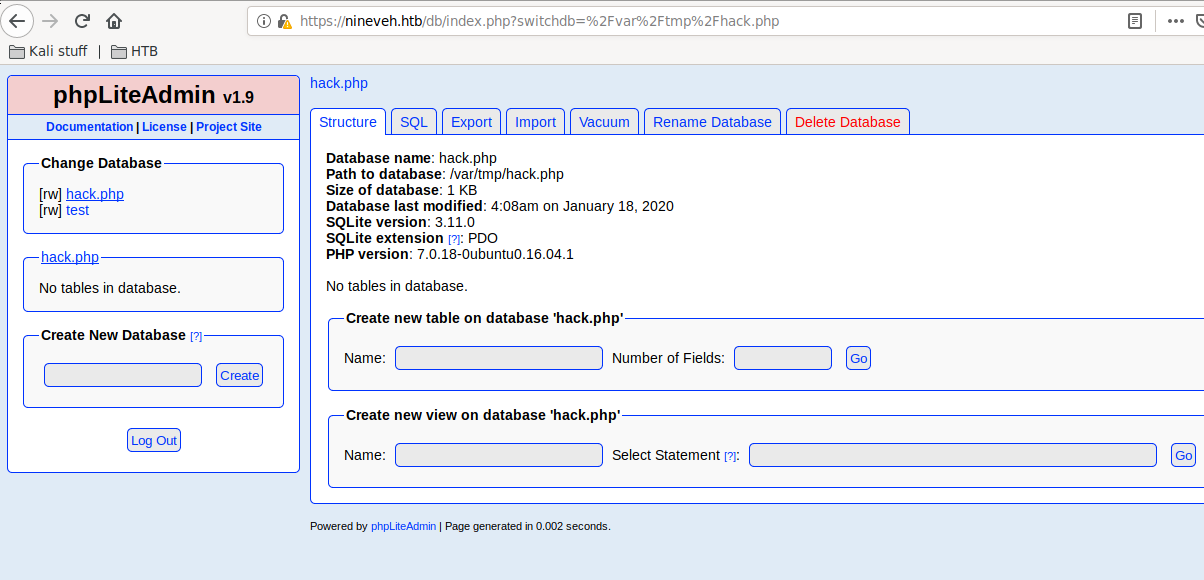 https://nineveh.htb/db/index.php?switchdb=%2Fvar%2Ftmp%2Fhack.php
Kali stuff | HTB
phpLiteAdmin v1.9
Documentation | License | Project Site
Change Database
[rw] hack.php
[rw] test
hack.php
No tables in database.
Create New Database [?]
Create
Log Out
hack.php
Structure SQL Export Import Vacuum Rename Database Delete Database
Database name: hack.php
Path to database: /var/tmp/hack.php
Size of database: 1 KB
Database last modified: 4:08am on January 18, 2020
SQLite version: 3.11.0
SQLite extension [?]: PDO
PHP version: 7.0.18-0ubuntu0.16.04.1
No tables in database.
Create new table on database 'hack.php'
Name: Number of Fields: Go
Create new view on database 'hack.php'
Name: Select Statement [?]: Go
Powered by phpLiteAdmin | Page generated in 0.002 seconds.